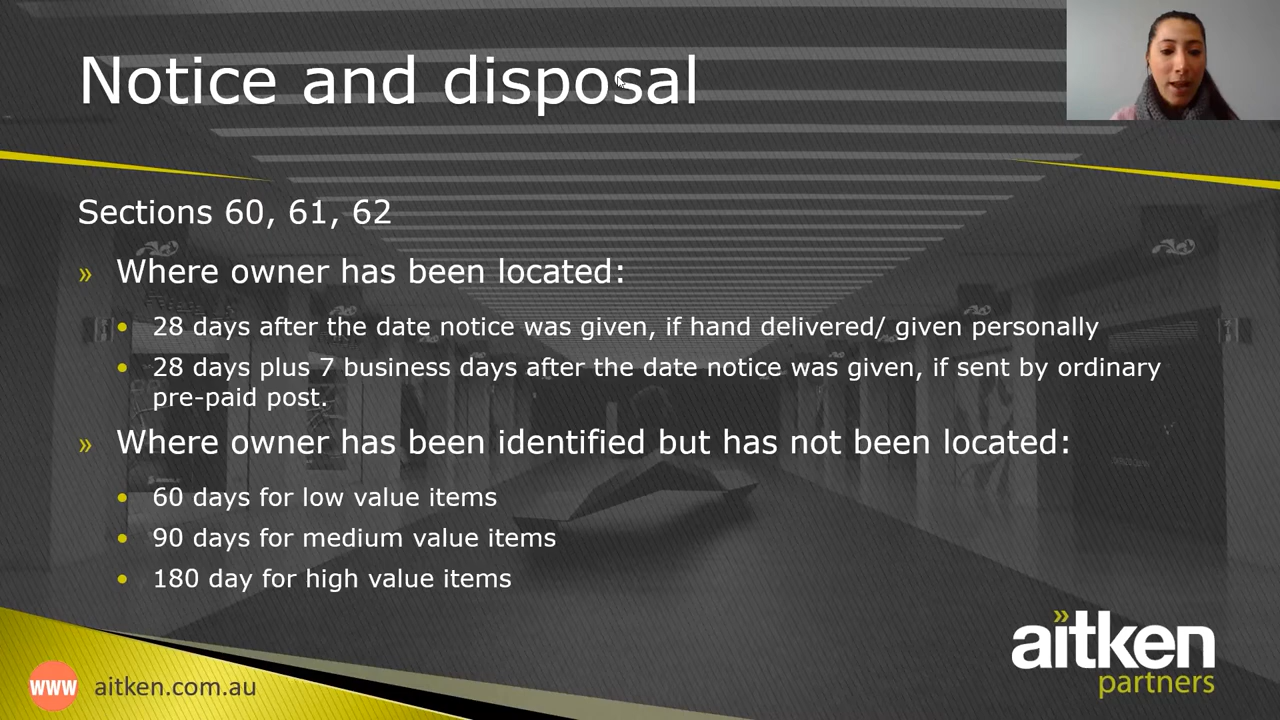 Notice and disposal
Sections 60, 61, 62
» Where owner has been located:
• 28 days after the date notice was given, if hand delivered/ given personally
• 28 days plus 7 business days after the date notice was given, if sent by ordinary
pre-paid post.
» Where owner has been identified but has not been located:
• 60 days for low value items
• 90 days for medium value items
• 180 day for high value items
aitken
partners
www aitken.com.au